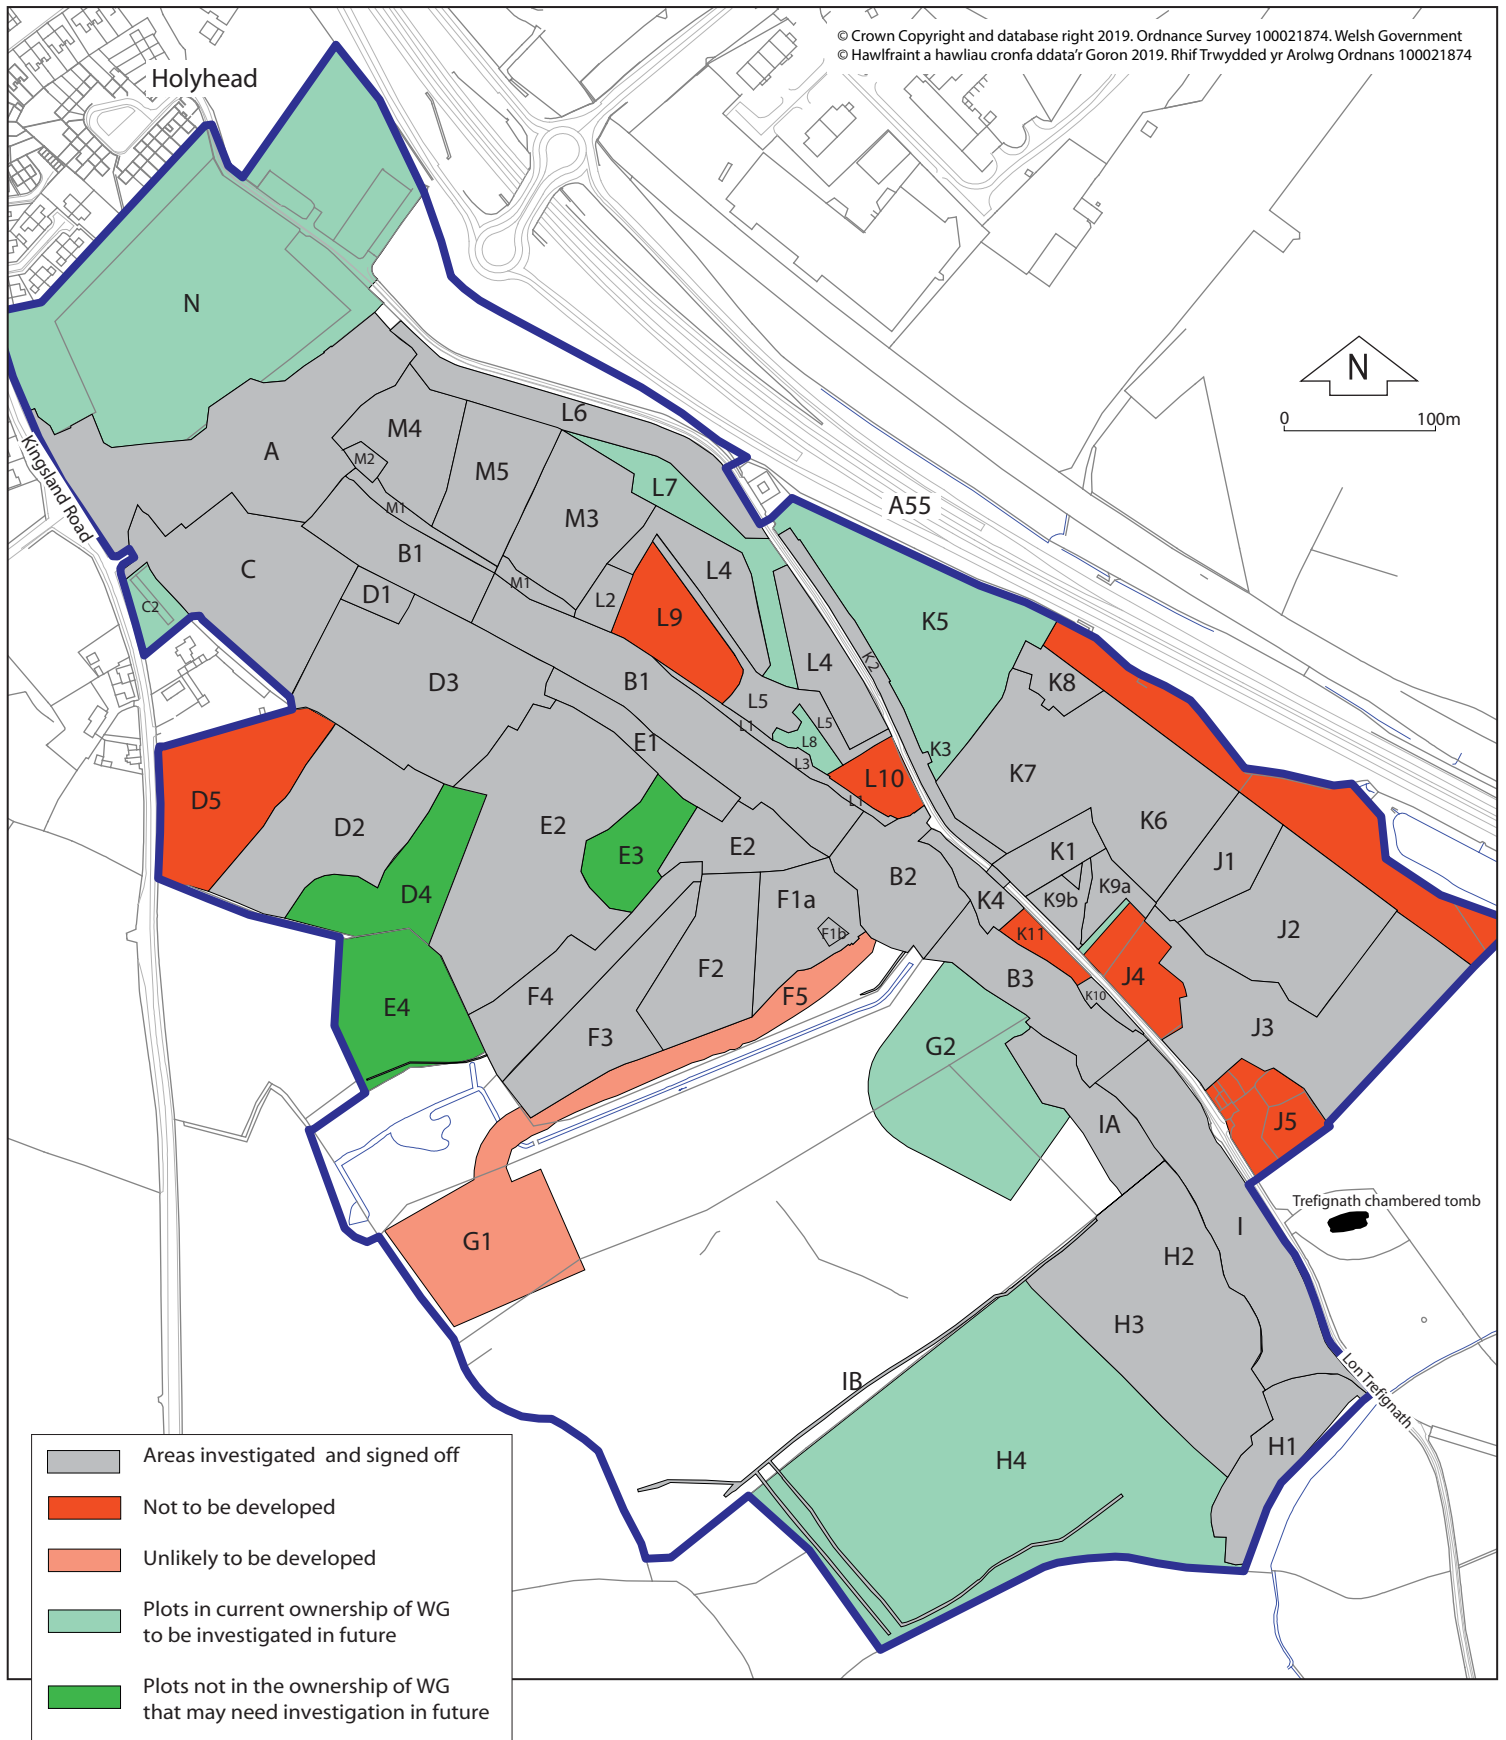 © Crown Copyright and database right 2019. Ordnance Survey 100021874. Welsh Government
© Hawlfraint a hawliau cronfa ddata'r Goron 2019. Rhif Trwydded yr Arolwg Ordnans 100021874
Holyhead
N
N
0 100m
A55
Kingsland Road
A
M4
M2
M5
L6
L7
M3
M1
B1
C
C2
D1
M1
L2
L9
L4
L4
K2
K5
K8
D3
B1
L5
L1
L5
L8
L3
L10
L1
K3
K7
E1
D5
D2
E2
E3
E2
D4
K6
K1
J1
B2
K4
K9b
K9a
K11
F1a
F1b
J2
E4
F4
F2
F5
F3
B3
K10
J4
J3
G2
IA
J5
Trefignath chambered tomb
G1
I
H2
H3
IB
Lon Trefignath
H1
H4
Areas investigated and signed off
Not to be developed
Unlikely to be developed
Plots in current ownership of WG
to be investigated in future
Plots not in the ownership of WG
that may need investigation in future